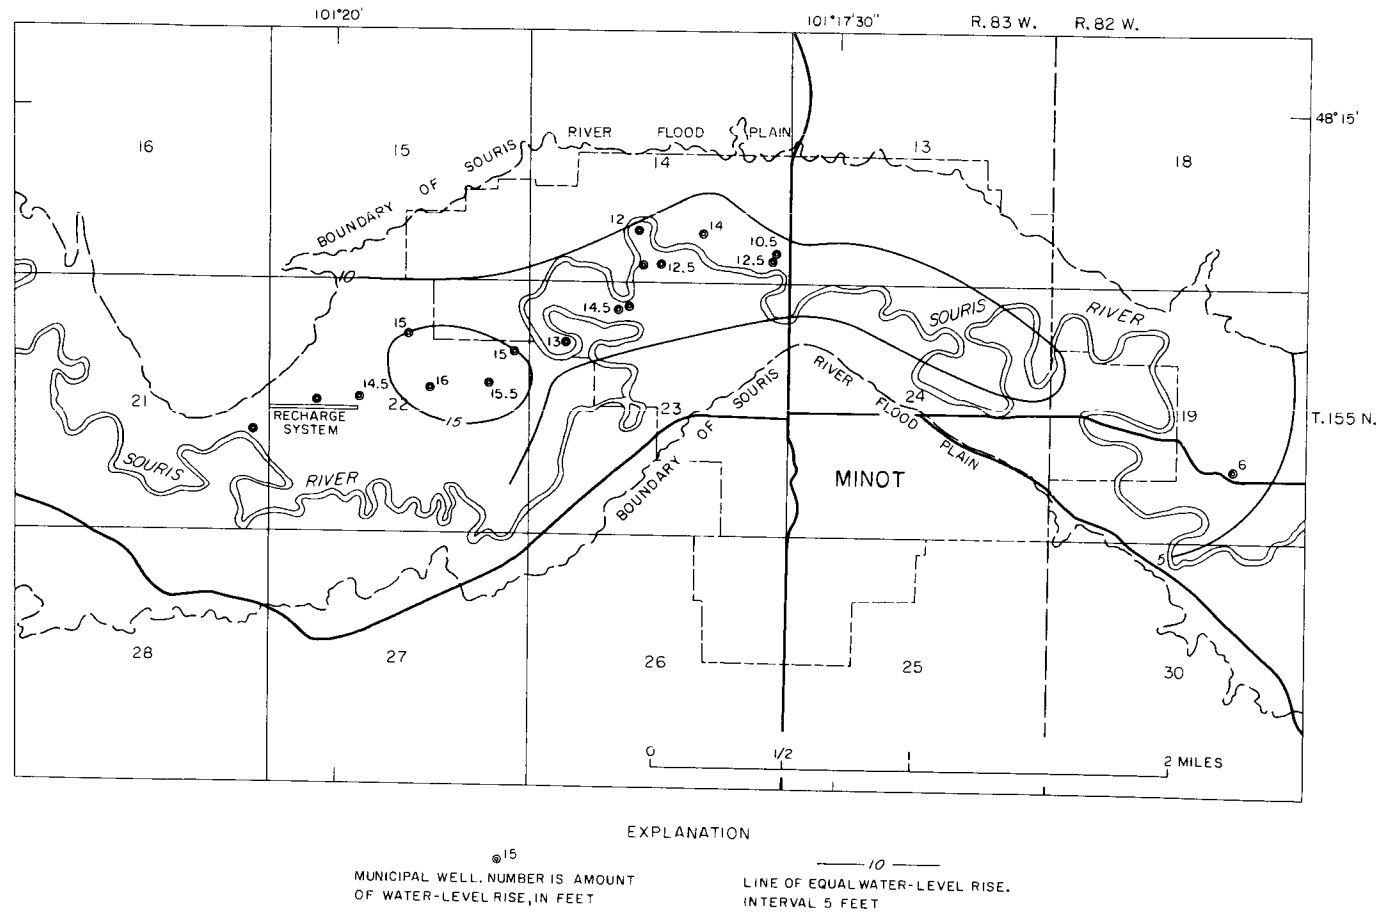 101°20'
101°17'30"
R. 83 W.
R. 82 W.
48°15'
16
15
14
13
18
BOUNDARY OF SOURIS RIVER FLOOD PLAIN
12
14
10.5
12.5
12.5
10
14.5
SOURIS RIVER
15
13
15
16
15.5
14.5
21
22
23
24
19
T. 155 N.
15
RECHARGE
SYSTEM
SOURIS RIVER
BOUNDARY OF SOURIS RIVER FLOOD PLAIN
MINOT
6
5
28
27
26
25
30
0
1/2
2 MILES
EXPLANATION
15
MUNICIPAL WELL. NUMBER IS AMOUNT
OF WATER-LEVEL RISE, IN FEET
10
LINE OF EQUAL WATER-LEVEL RISE.
INTERVAL 5 FEET